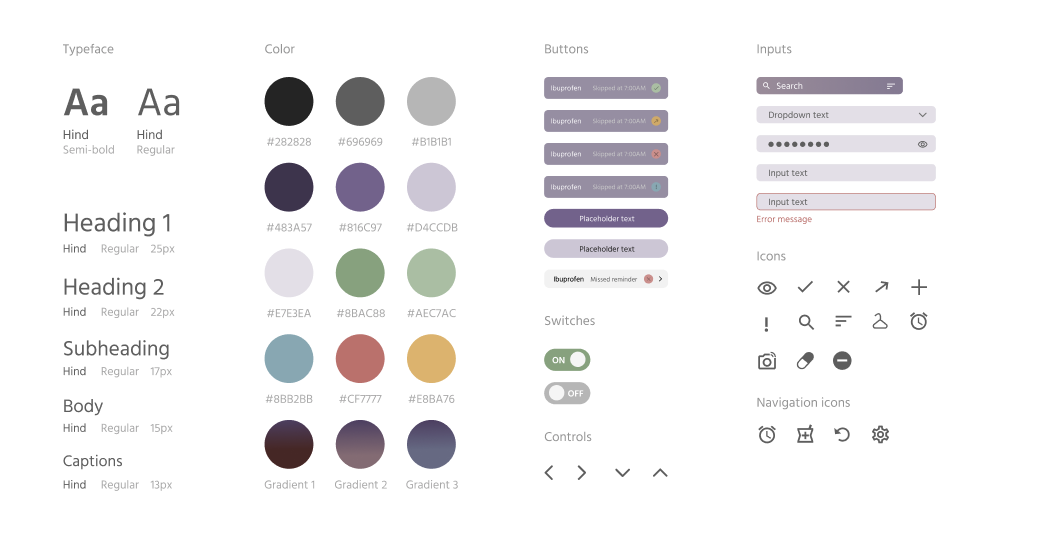 Typeface
Aa Aa
Hind Hind
Semi-bold Regular
Heading 1
Hind Regular 25px
Heading 2
Hind Regular 22px
Subheading
Hind Regular 17px
Body
Hind Regular 15px
Captions
Hind Regular 13px
Color
#282828 #696969 #B1B1B1
#483A57 #816C97 #D4CCDB
#E7E3EA #8BAC88 #AEC7AC
#8BB2BB #CF7777 #E8BA76
Gradient 1 Gradient 2 Gradient 3
Buttons
Ibuprofen Skipped at 7:00AM
Ibuprofen Skipped at 7:00AM
Ibuprofen Skipped at 7:00AM
Ibuprofen Skipped at 7:00AM
Placeholder text
Placeholder text
Ibuprofen Missed reminder
Switches
ON
OFF
Controls
Inputs
Search
Dropdown text
Input text
Input text
Error message
Icons
Navigation icons